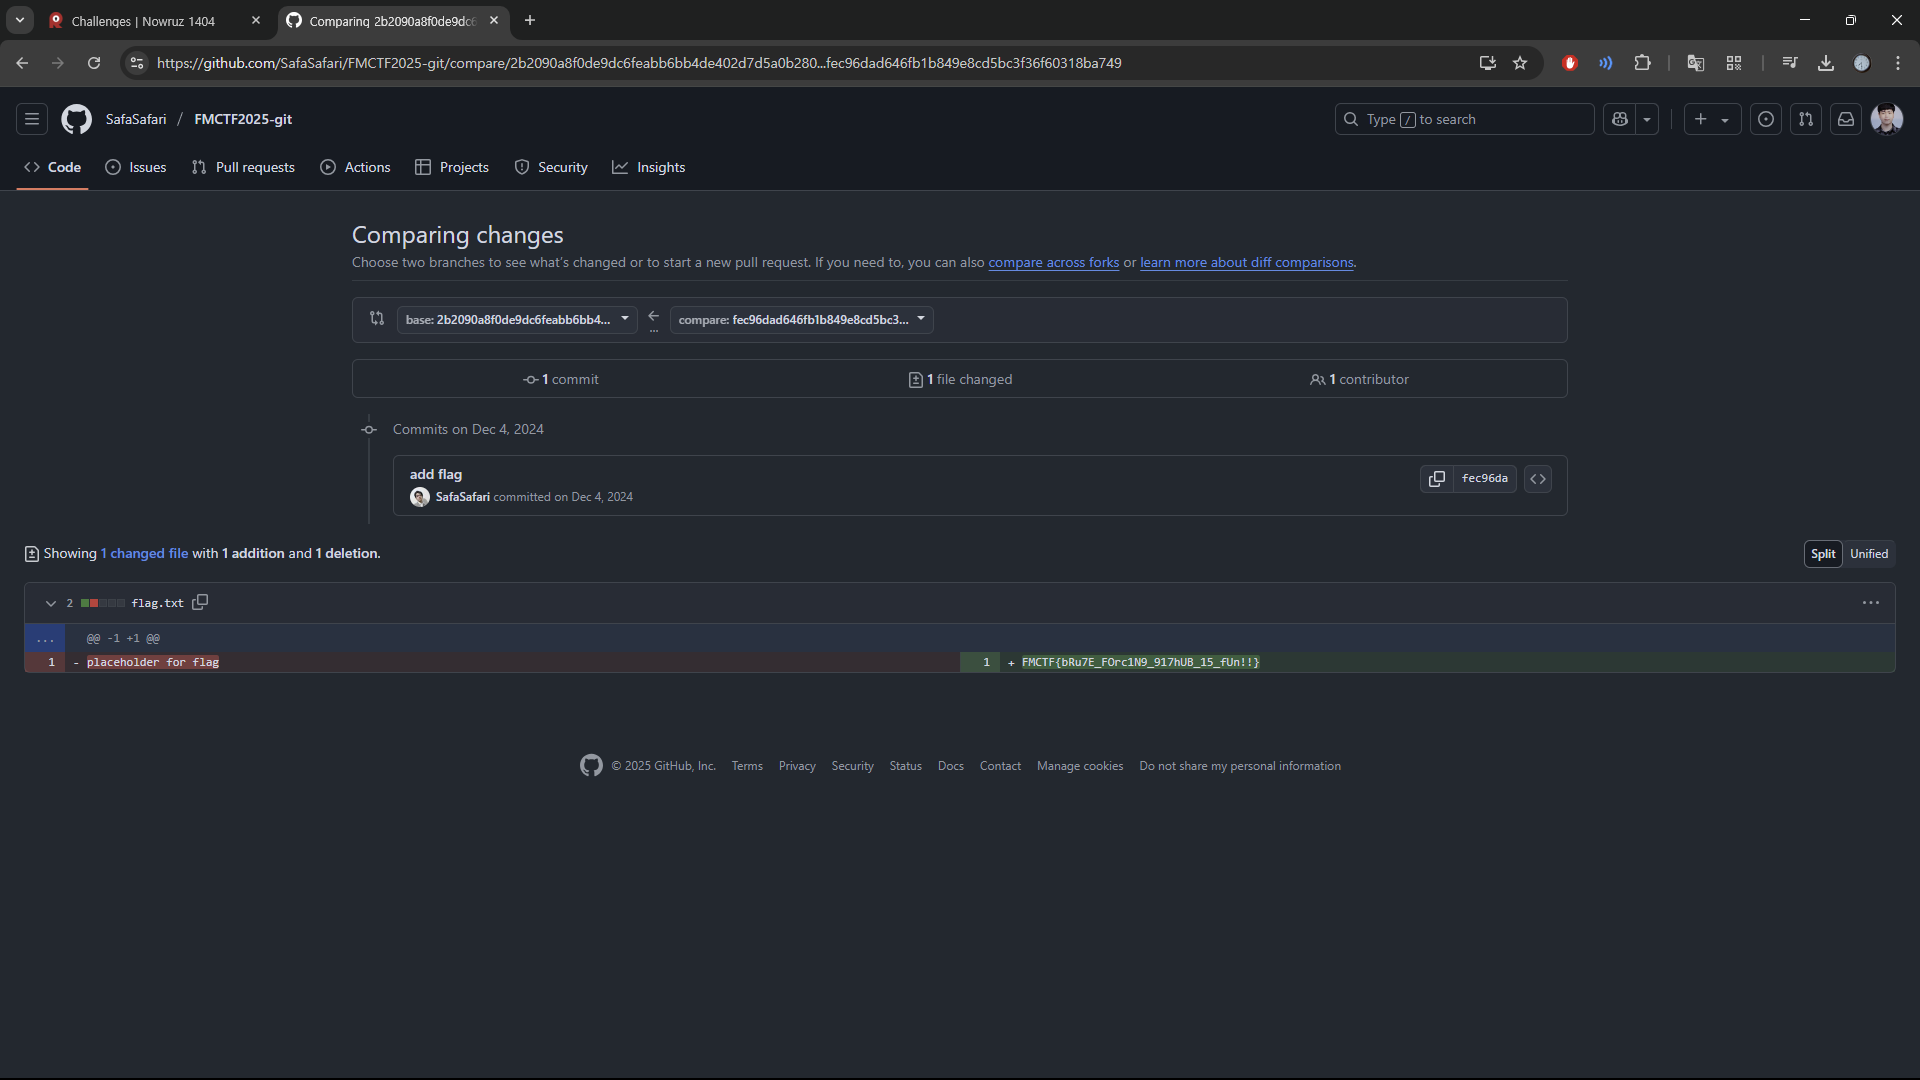 Challenges | Nowruz 1404
Comparing 2b2090a8f0de9dc6
https://github.com/SafaSafari/FMCTF2025-git/compare/2b2090a8f0de9dc6feabb6bb4de402d7d5a0b280...fec96dad646fb1b849e8cd5bc3f36f60318ba749
SafaSafari / FMCTF2025-git
Type / to search
Code
Issues
Pull requests
Actions
Projects
Security
Insights
Comparing changes
Choose two branches to see what's changed or to start a new pull request. If you need to, you can also compare across forks or learn more about diff comparisons.
base: 2b2090a8f0de9dc6feabb6bb4...
...
compare: fec96dad646fb1b849e8cd5bc3...
1 commit
1 file changed
1 contributor
Commits on Dec 4, 2024
add flag
SafaSafari committed on Dec 4, 2024
fec96da
Showing 1 changed file with 1 addition and 1 deletion.
Split Unified
2 flag.txt
... @@ -1 +1 @@
1 - placeholder for flag
1 + FMCTF{bRu7E_FOrc1N9_917hUB_15_fUn!!}
© 2025 GitHub, Inc.
Terms
Privacy
Security
Status
Docs
Contact
Manage cookies
Do not share my personal information